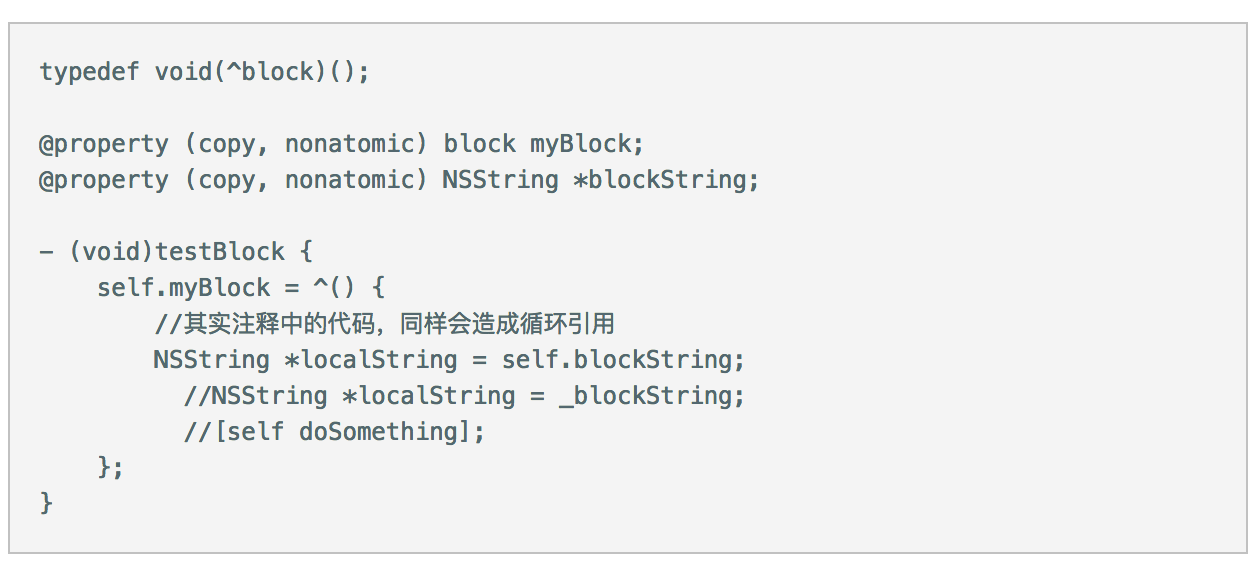 typedef void(^block)();
@property (copy, nonatomic) block myBlock;
@property (copy, nonatomic) NSString *blockString;
- (void)testBlock {
self.myBlock = ^() {
//其实注释中的代码，同样会造成循环引用
NSString *localString = self.blockString;
//NSString *localString = _blockString;
//[self doSomething];
};
}